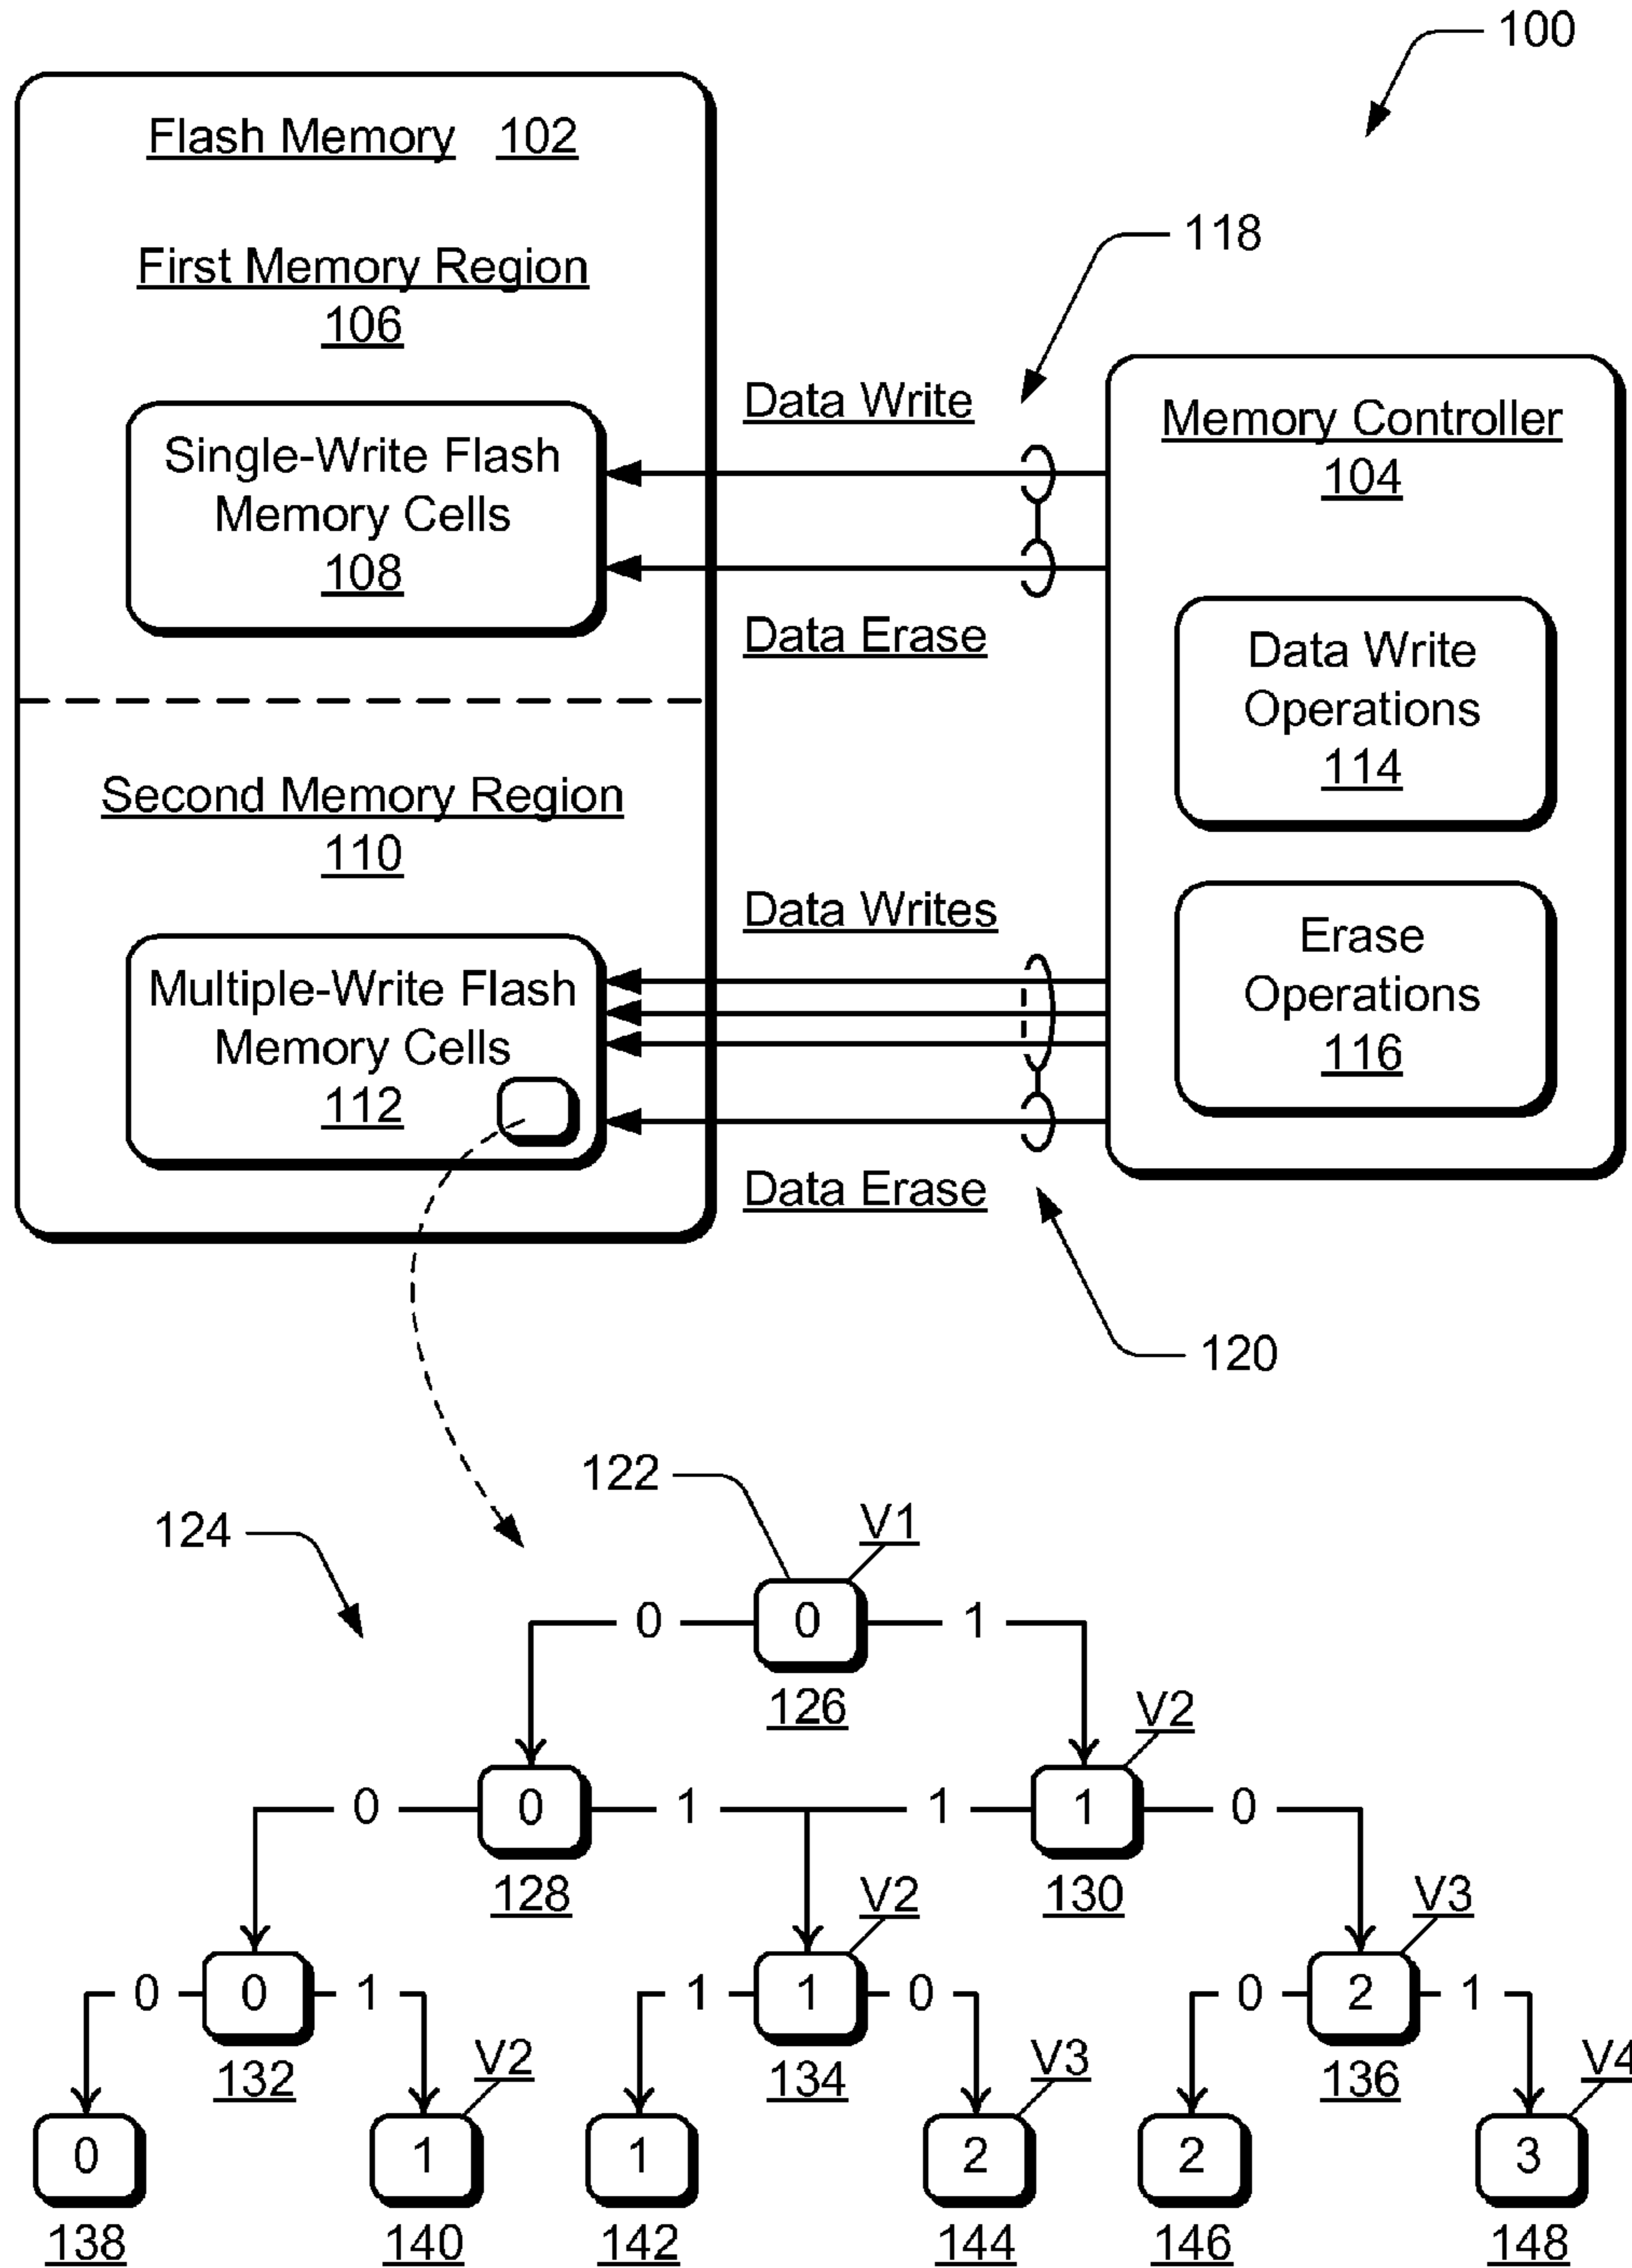 100
Flash Memory 102
First Memory Region
106
Single-Write Flash
Memory Cells
108
118
Data Write
Data Erase
Memory Controller
104
Data Write
Operations
114
Erase
Operations
116
Second Memory Region
110
Multiple-Write Flash
Memory Cells
112
Data Writes
Data Erase
120
122
V1
124
0 0 1
126
V2
0 0 1 1 1 0
128
130
V2
V3
0 0 1 1 1 0 0 2 1
132
134
136
V2
V3
V4
0 1 1 2 2 3
138 140 142 144 146 148